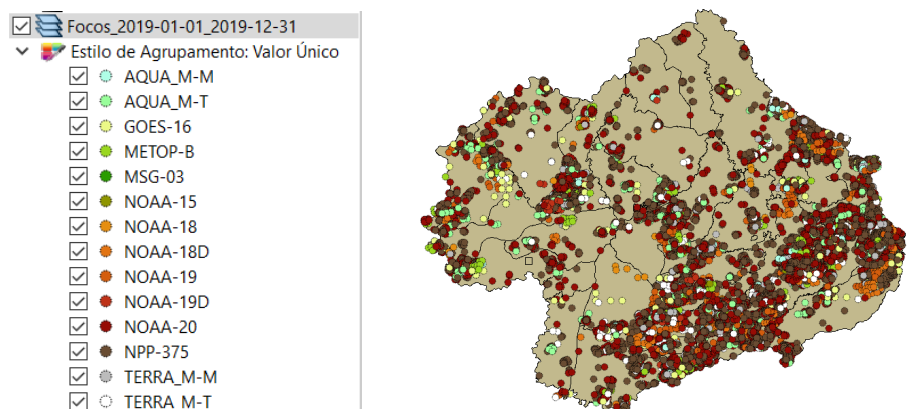 Focos_2019-01-01_2019-12-31
Estilo de Agrupamento: Valor Único
AQUA_M-M
AQUA_M-T
GOES-16
METOP-B
MSG-03
NOAA-15
NOAA-18
NOAA-18D
NOAA-19
NOAA-19D
NOAA-20
NPP-375
TERRA_M-M
TERRA_M-T